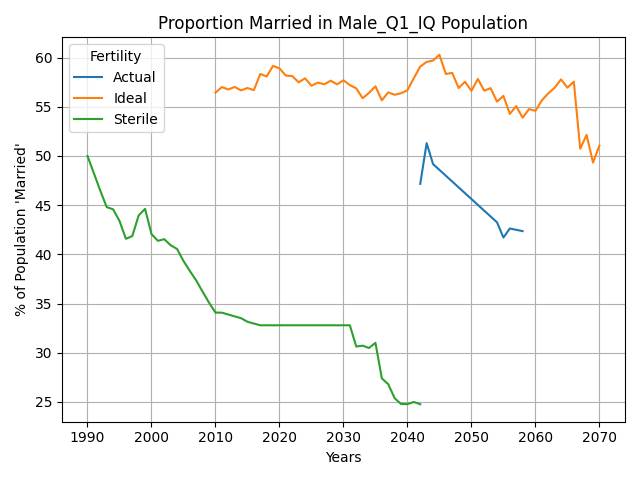 Proportion Married in Male_Q1_IQ Population
Fertility
Actual
Ideal
Sterile
% of Population 'Married'
60
55
50
45
40
35
30
25
1990 2000 2010 2020 2030 2040 2050 2060 2070
Years